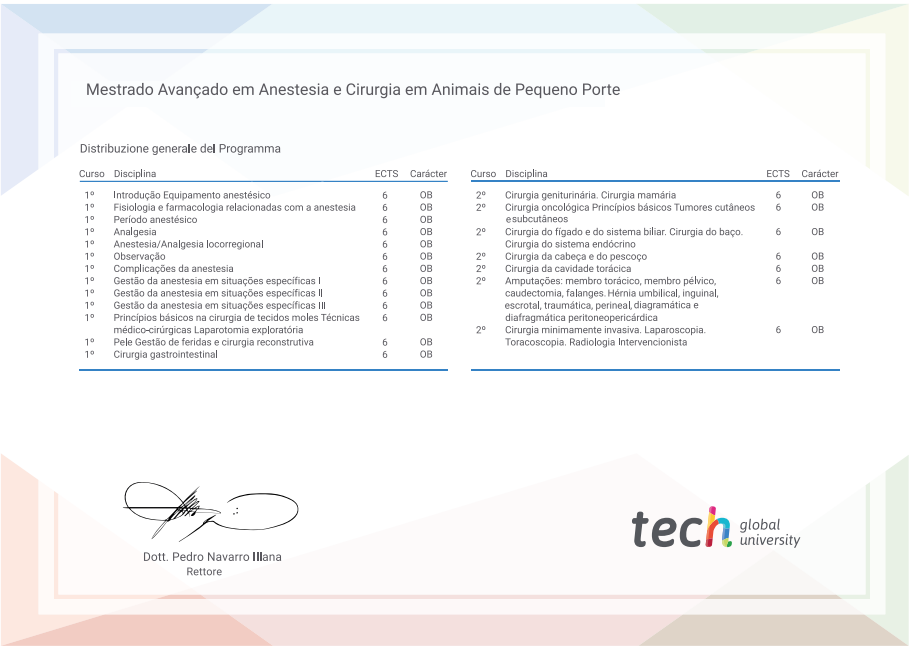 Mestrado Avançado em Anestesia e Cirurgia em Animais de Pequeno Porte
Distribuzione generale del Programma
Curso Disciplina ECTS Carácter
1º Introdução Equipamento anestésico 6 OB
1º Fisiologia e farmacologia relacionadas com a anestesia 6 OB
1º Período anestésico 6 OB
1º Analgesia 6 OB
1º Anestesia/Analgesia locorregional 6 OB
1º Observação 6 OB
1º Complicações da anestesia 6 OB
1º Gestão da anestesia em situações específicas I 6 OB
1º Gestão da anestesia em situações específicas II 6 OB
1º Gestão da anestesia em situações específicas III 6 OB
1º Princípios básicos na cirurgia de tecidos moles Técnicas 6 OB
médico-cirúrgicas Laparotomia exploratória
1º Pele Gestão de feridas e cirurgia reconstrutiva 6 OB
1º Cirurgia gastrointestinal 6 OB
Curso Disciplina ECTS Carácter
2º Cirurgia geniturinária. Cirurgia mamária 6 OB
2º Cirurgia oncológica Princípios básicos Tumores cutâneos 6 OB
e subcutâneos
2º Cirurgia do fígado e do sistema biliar. Cirurgia do baço. 6 OB
Cirurgia do sistema endócrino
2º Cirurgia da cabeça e do pescoço 6 OB
2º Cirurgia da cavidade torácica 6 OB
2º Amputações: membro torácico, membro pélvico, 6 OB
caudectomia, falanges. Hérnia umbilical, inguinal,
escrotal, traumática, perineal, diagramática e
diafragmática peritoneopericárdica
2º Cirurgia minimamente invasiva. Laparoscopia. 6 OB
Toracoscopia. Radiologia Intervencionista
Dott. Pedro Navarro Illana
Rettore
tech global
university